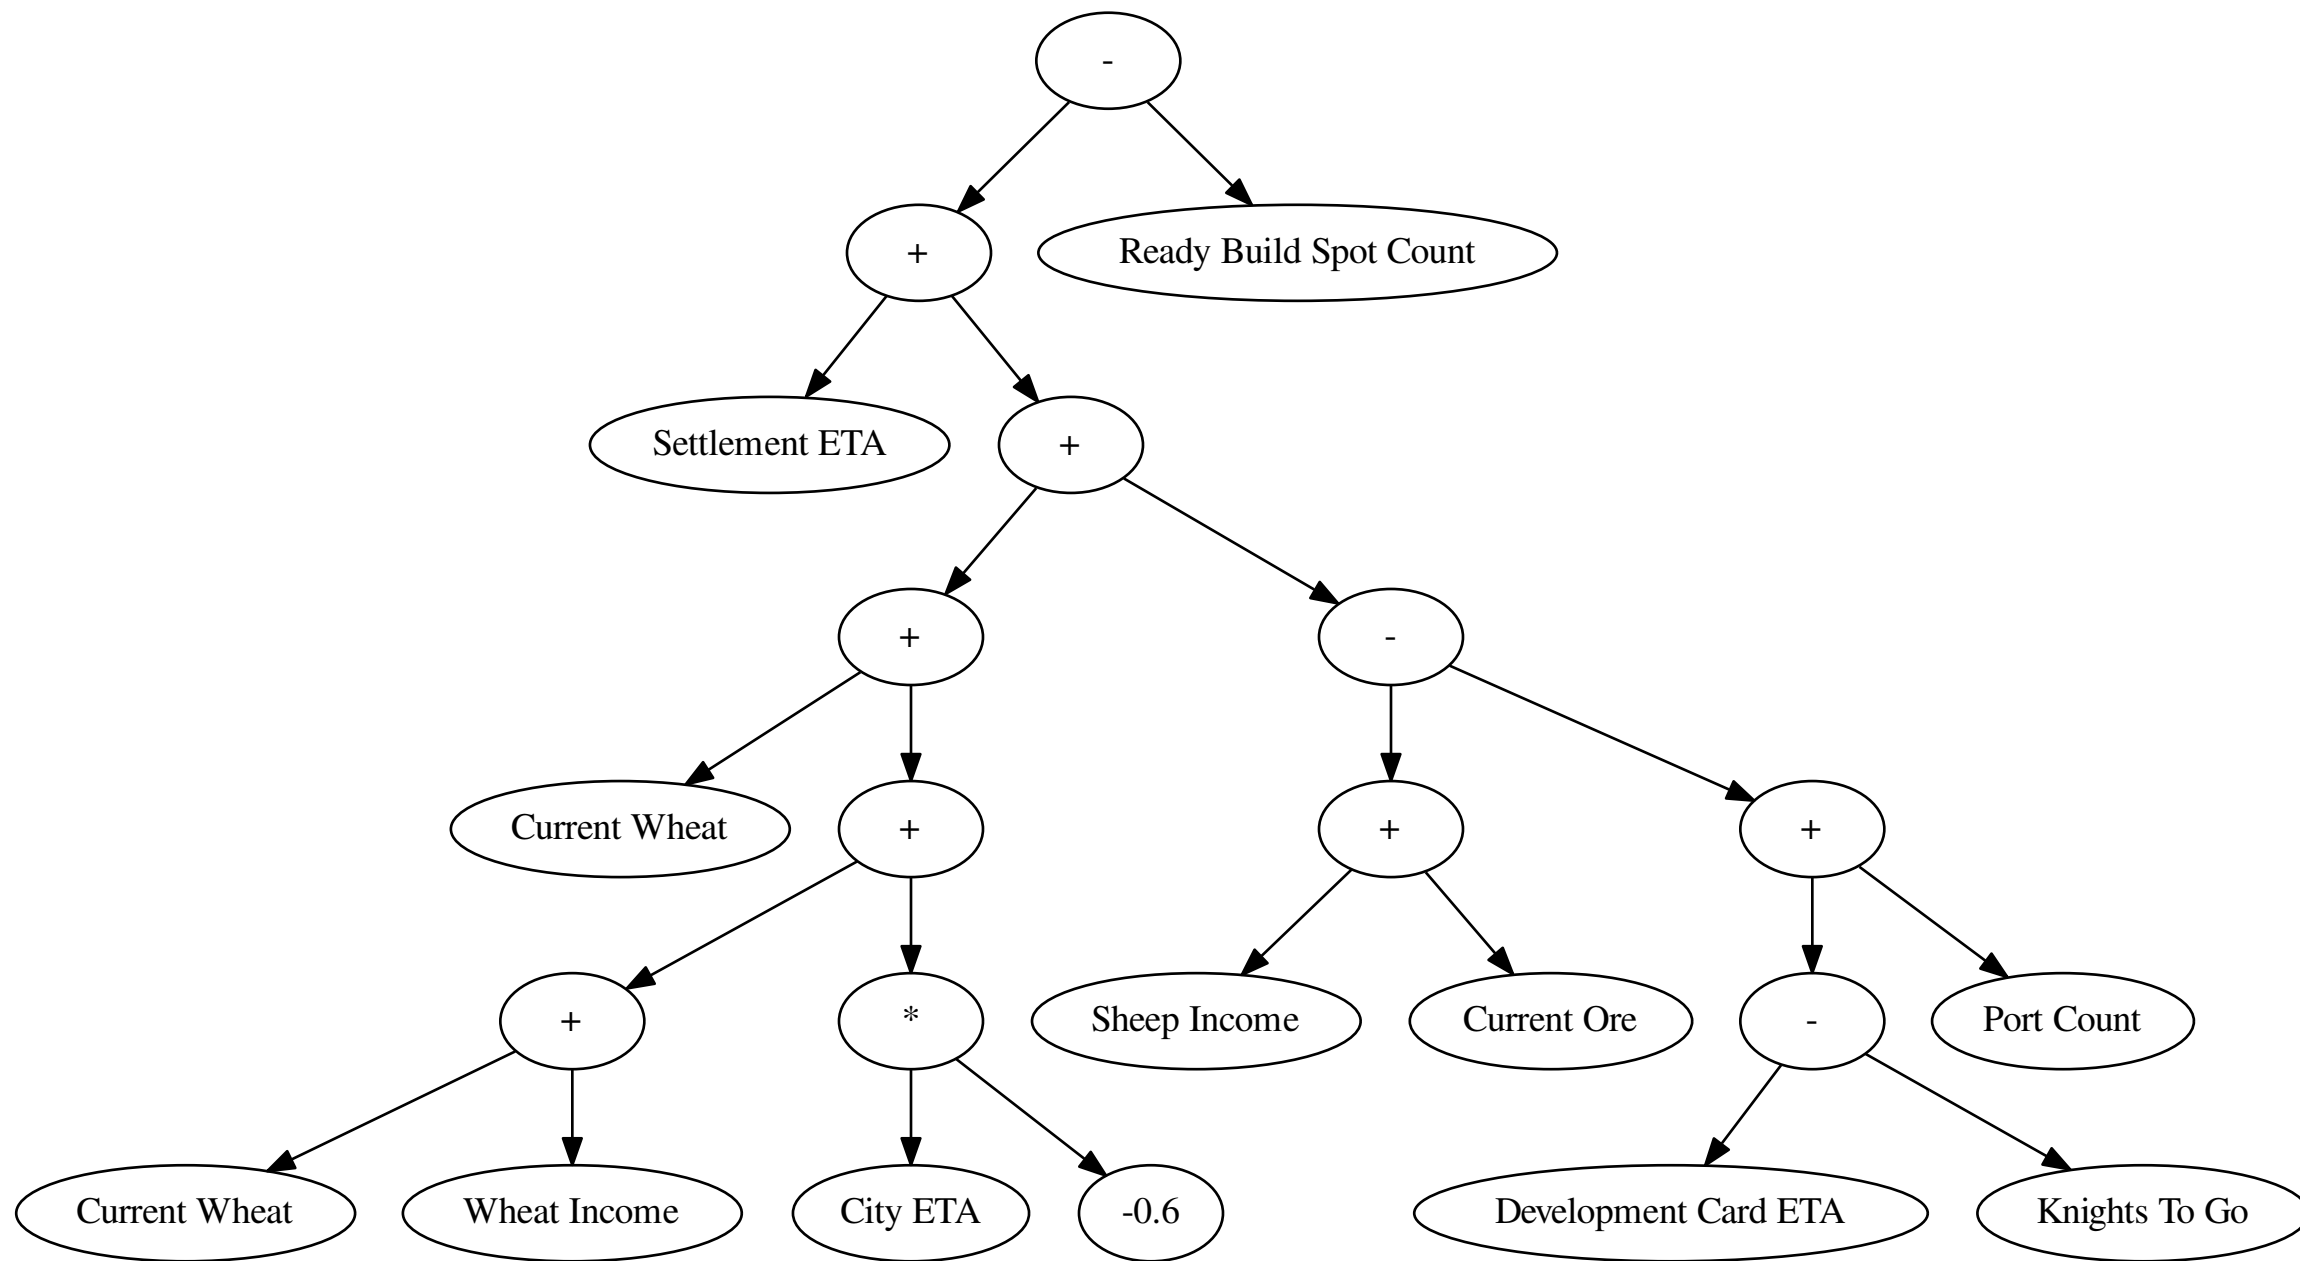 -
+
Ready Build Spot Count
Settlement ETA
+
+
-
Current Wheat
+
+
+
+
*
Sheep Income
Current Ore
-
Port Count
Current Wheat
Wheat Income
City ETA
-0.6
Development Card ETA
Knights To Go